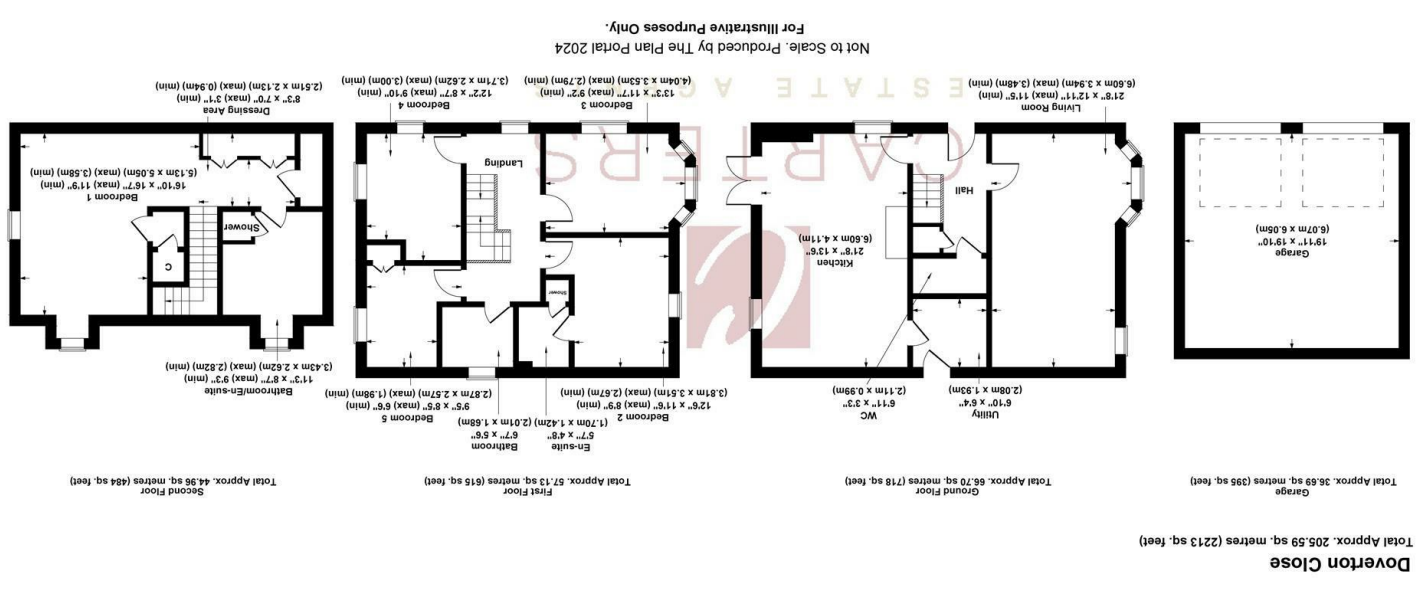 Doverton Close
Total Approx. 205.59 sq. metres (2213 sq. feet)
Garage
Total Approx. 36.69 sq. metres (395 sq. feet)
Ground Floor
Total Approx. 66.70 sq. metres (718 sq. feet)
First Floor
Total Approx. 57.13 sq. metres (615 sq. feet)
Second Floor
Total Approx. 44.96 sq. metres (484 sq. feet)
Garage
19'11" x 19'10"
(6.07m x 6.05m)
Utility
6'10" x 6'4"
(2.08m x 1.93m)
WC
6'11" x 3'3"
(2.11m x 0.99m)
Kitchen
21'8" x 13'6"
(6.60m x 4.11m)
Hall
Living Room
21'8" x 12'11" (max) 11'5" (min)
(6.60m x 3.94m) (max) (3.48m) (min)
Bedroom 2
12'6" x 11'6" (max) 8'9" (min)
(3.81m x 3.51m) (max) (2.67m) (min)
En-suite
5'7" x 4'8"
(1.70m x 1.42m)
Bathroom
6'7" x 5'6"
(2.01m x 1.68m)
Bedroom 5
9'5" x 8'5" (max) 6'6" (min)
(2.87m x 2.57m) (max) (1.98m) (min)
Shower
Landing
Bedroom 3
13'3" x 11'7" (max) 9'2" (min)
(4.04m x 3.53m) (max) (2.79m) (min)
Bedroom 4
12'2" x 8'7" (max) 9'10" (min)
(3.71m x 2.62m) (max) (3.00m) (min)
Bathroom/En-suite
11'3" x 8'7" (max) 9'3" (min)
(3.43m x 2.62m) (max) (2.82m) (min)
C
Shower
Bedroom 1
16'10" x 16'7" (max) 11'9" (min)
(5.13m x 5.05m) (max) (3.58m) (min)
Dressing Area
8'3" x 7'0" (max) 3'1" (min)
(2.51m x 2.13m) (max) (0.94m) (min)
CARTERS
ESTATE AGENTS
Not to Scale. Produced by The Plan Portal 2024
For Illustrative Purposes Only.